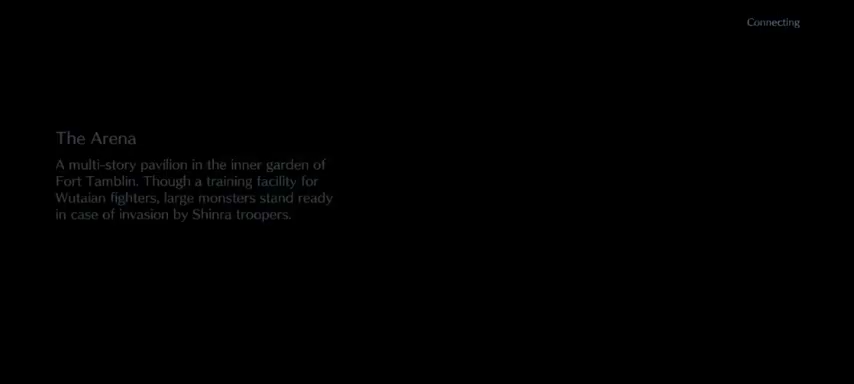 Connecting
The Arena
A multi-story pavilion in the inner garden of
Fort Tamblin. Though a training facility for
Wutaian fighters, large monsters stand ready
in case of invasion by Shinra troopers.